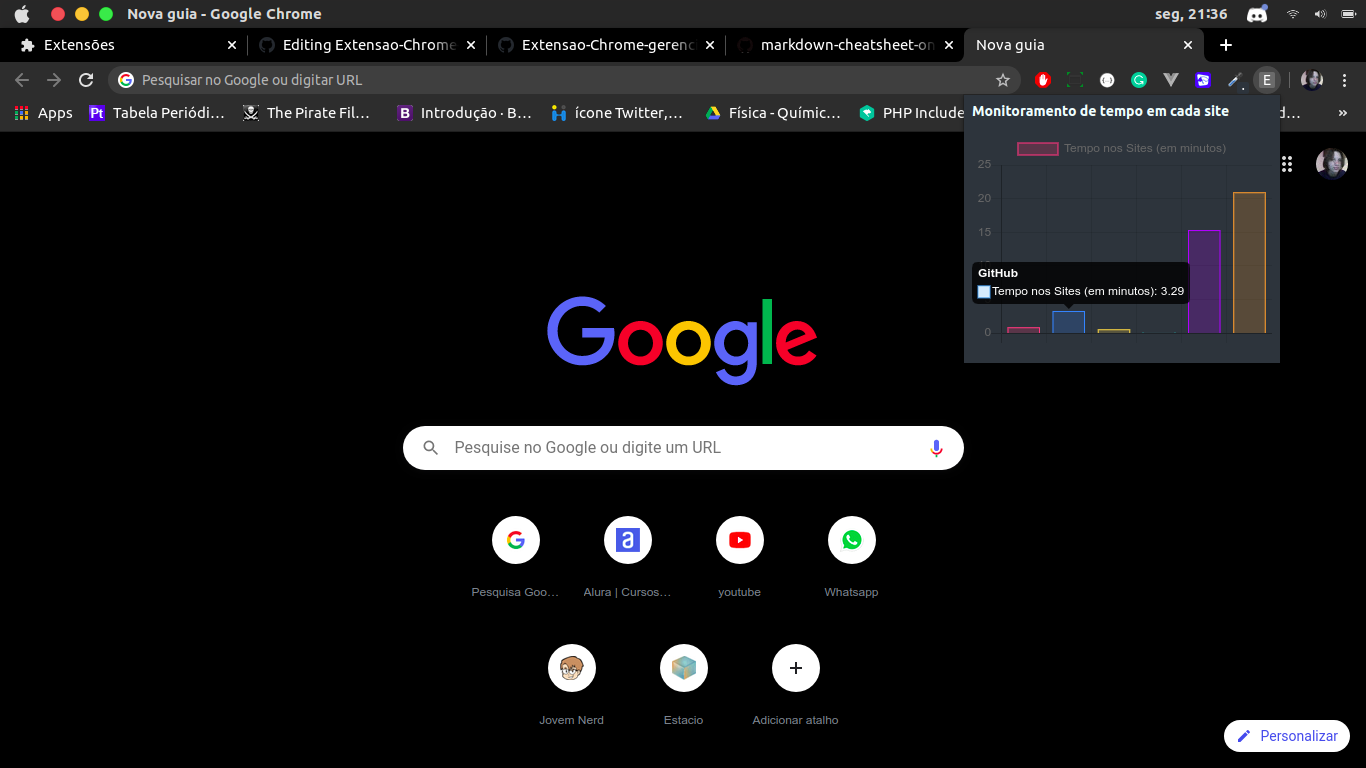 Nova guia - Google Chrome
seg, 21:36
Extensões
Editing Extensao-Chrome
Extensao-Chrome-gerenc
markdown-cheatsheet-on
Nova guia
Pesquisar no Google ou digitar URL
E
Apps
Pt Tabela Periódi…
The Pirate Fil…
B Introdução · B…
ícone Twitter,…
Física - Químic…
PHP Include
d…
»
Monitoramento de tempo em cada site
Tempo nos Sites (em minutos)
25
20
15
GitHub
Tempo nos Sites (em minutos): 3.29
0
Google
Pesquise no Google ou digite um URL
Pesquisa Goo…
Alura | Cursos…
youtube
Whatsapp
Jovem Nerd
Estacio
Adicionar atalho
Personalizar